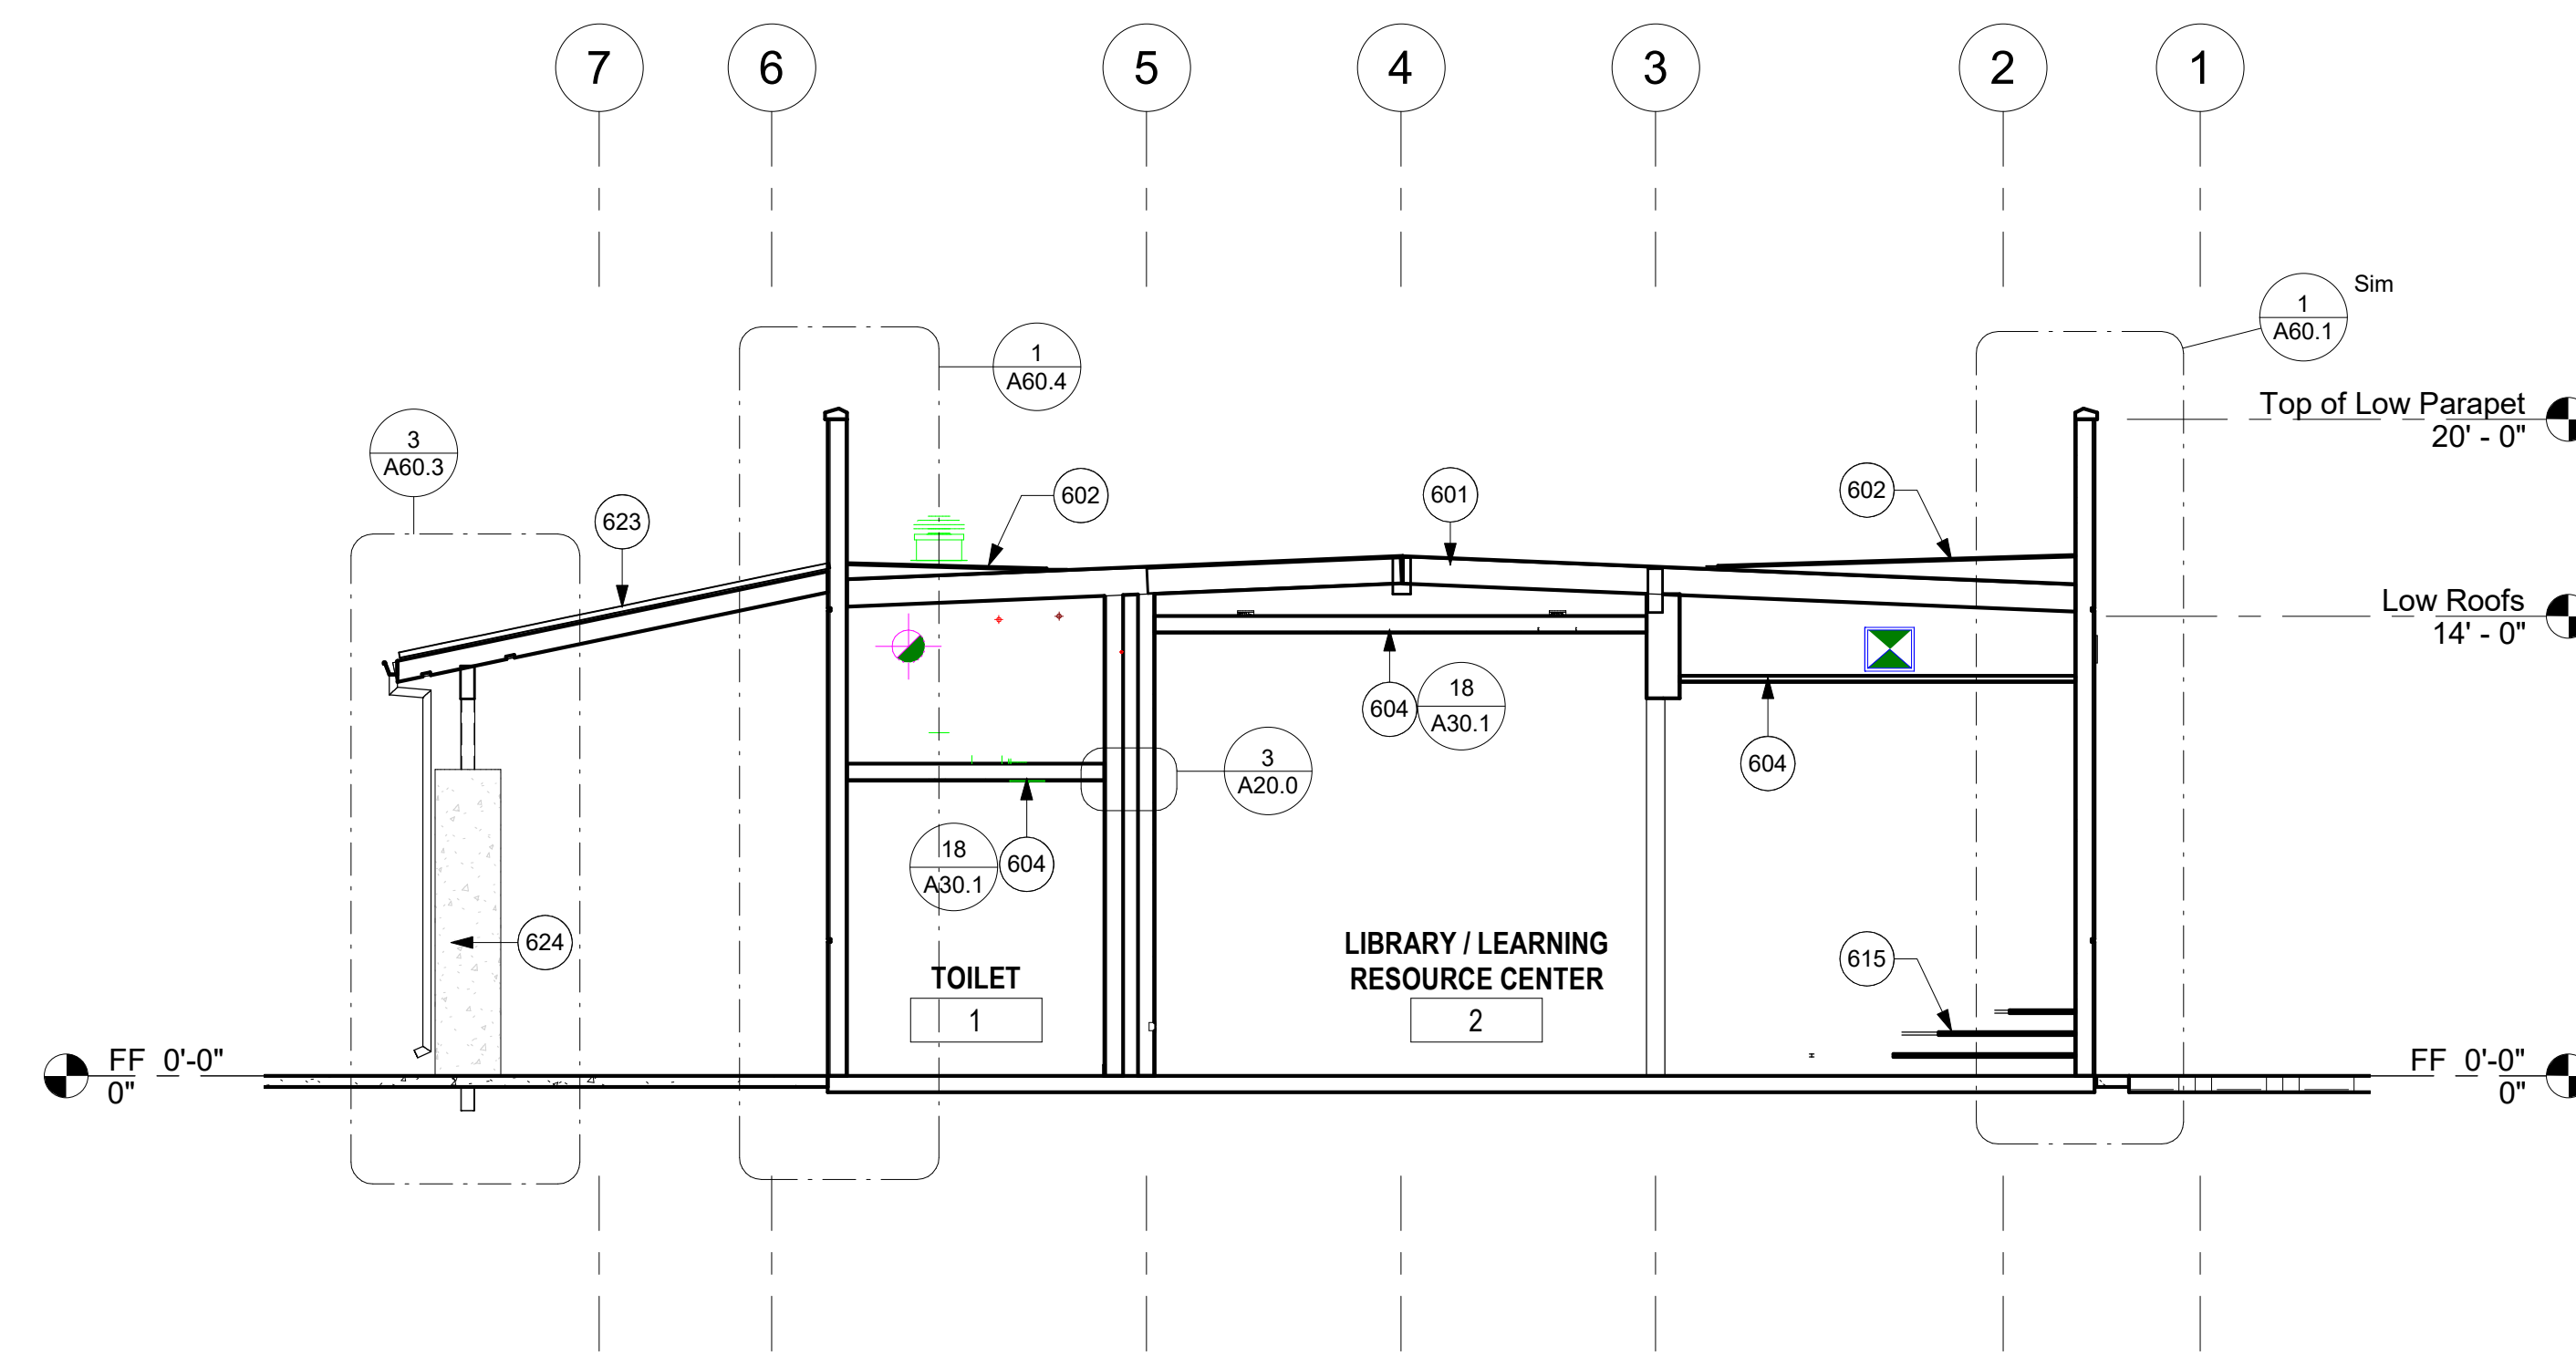 7
6
5
4
3
2
1
1
A60.1
Sim
1
A60.4
Top of Low Parapet
20' - 0"
3
A60.3
602
601
602
623
Low Roofs
14' - 0"
604
18
A30.1
604
3
A20.0
18
A30.1
604
624
TOILET
1
LIBRARY / LEARNING
RESOURCE CENTER
2
615
FF 0'-0"
0"
FF 0'-0"
0"